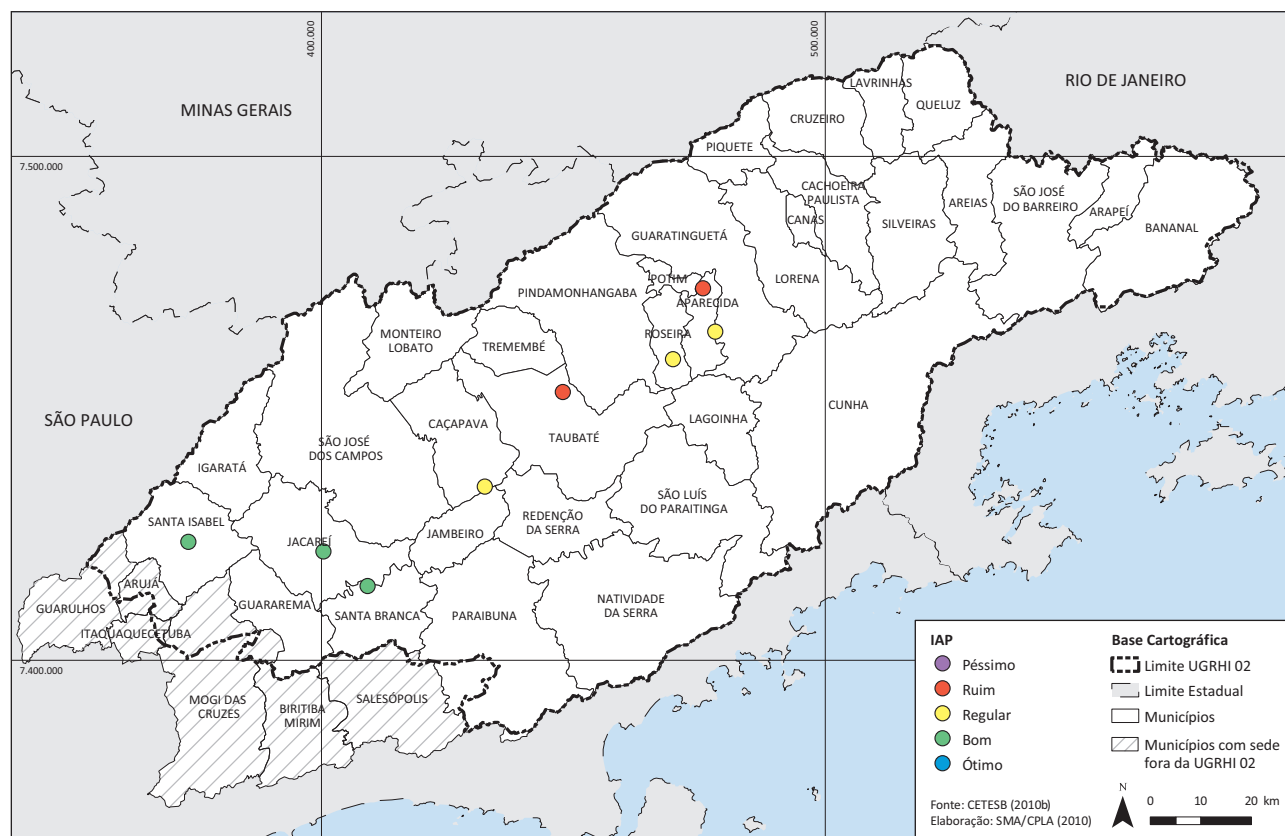 400.000
500.000
LAVRINHAS
RIO DE JANEIRO
MINAS GERAIS
QUELUZ
CRUZEIRO
PIQUETE
7.500.000
CACHOEIRA
PAULISTA
SÃO JOSÉ
DO BARREIRO
AREIAS
ARAPEÍ
CANAS
SILVEIRAS
BANANAL
GUARATINGUETÁ
POTIM
LORENA
PINDAMONHANGABA
APARECIDA
MONTEIRO
LOBATO
ROSEIRA
TREMEMBÉ
CUNHA
SÃO PAULO
CAÇAPAVA
LAGOINHA
TAUBATÉ
SÃO JOSÉ
DOS CAMPOS
IGARATÁ
SÃO LUÍS
DO PARAITINGA
SANTA ISABEL
REDENÇÃO
DA SERRA
JAMBEIRO
JACAREÍ
ARUJÁ
GUARULHOS
GUARAREMA
SANTA BRANCA
PARAIBUNA
NATIVIDADE
DA SERRA
ITAQUAQUECETUBA
7.400.000
MOGI DAS
CRUZES
SALESÓPOLIS
BIRITIBA
MIRIM
IAP
Péssimo
Ruim
Regular
Bom
Ótimo
Base Cartográfica
Limite UGRHI 02
Limite Estadual
Municípios
Municípios com sede
fora da UGRHI 02
Fonte: CETESB (2010b)
Elaboração: SMA/CPLA (2010)
N
0 10 20 km